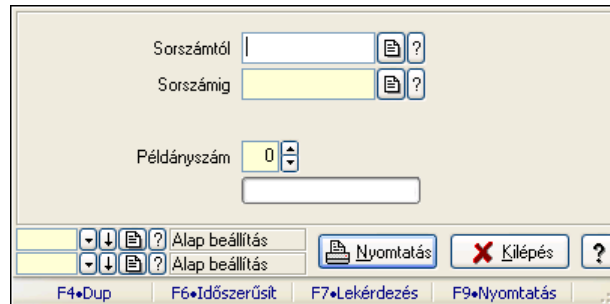 Sorszámtól ?
Sorszámig ?
Példányszám 0
? Alap beállítás
? Alap beállítás
Nyomtatás Kilépés ?
F4•Dup F6•Időszerűsít F7•Lekérdezés F9•Nyomtatás